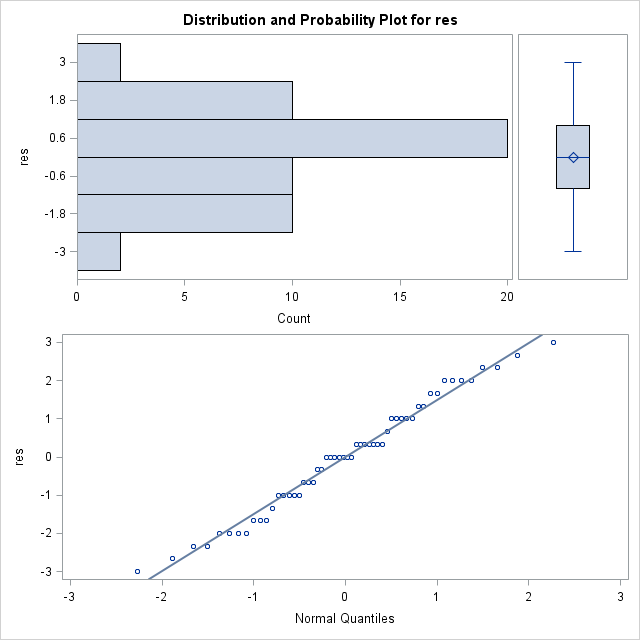 Distribution and Probability Plot for res
3
1.8
0.6
-0.6
-1.8
-3
res
0 5 10 15 20
Count
3
2
1
0
-1
-2
-3
res
-3 -2 -1 0 1 2 3
Normal Quantiles